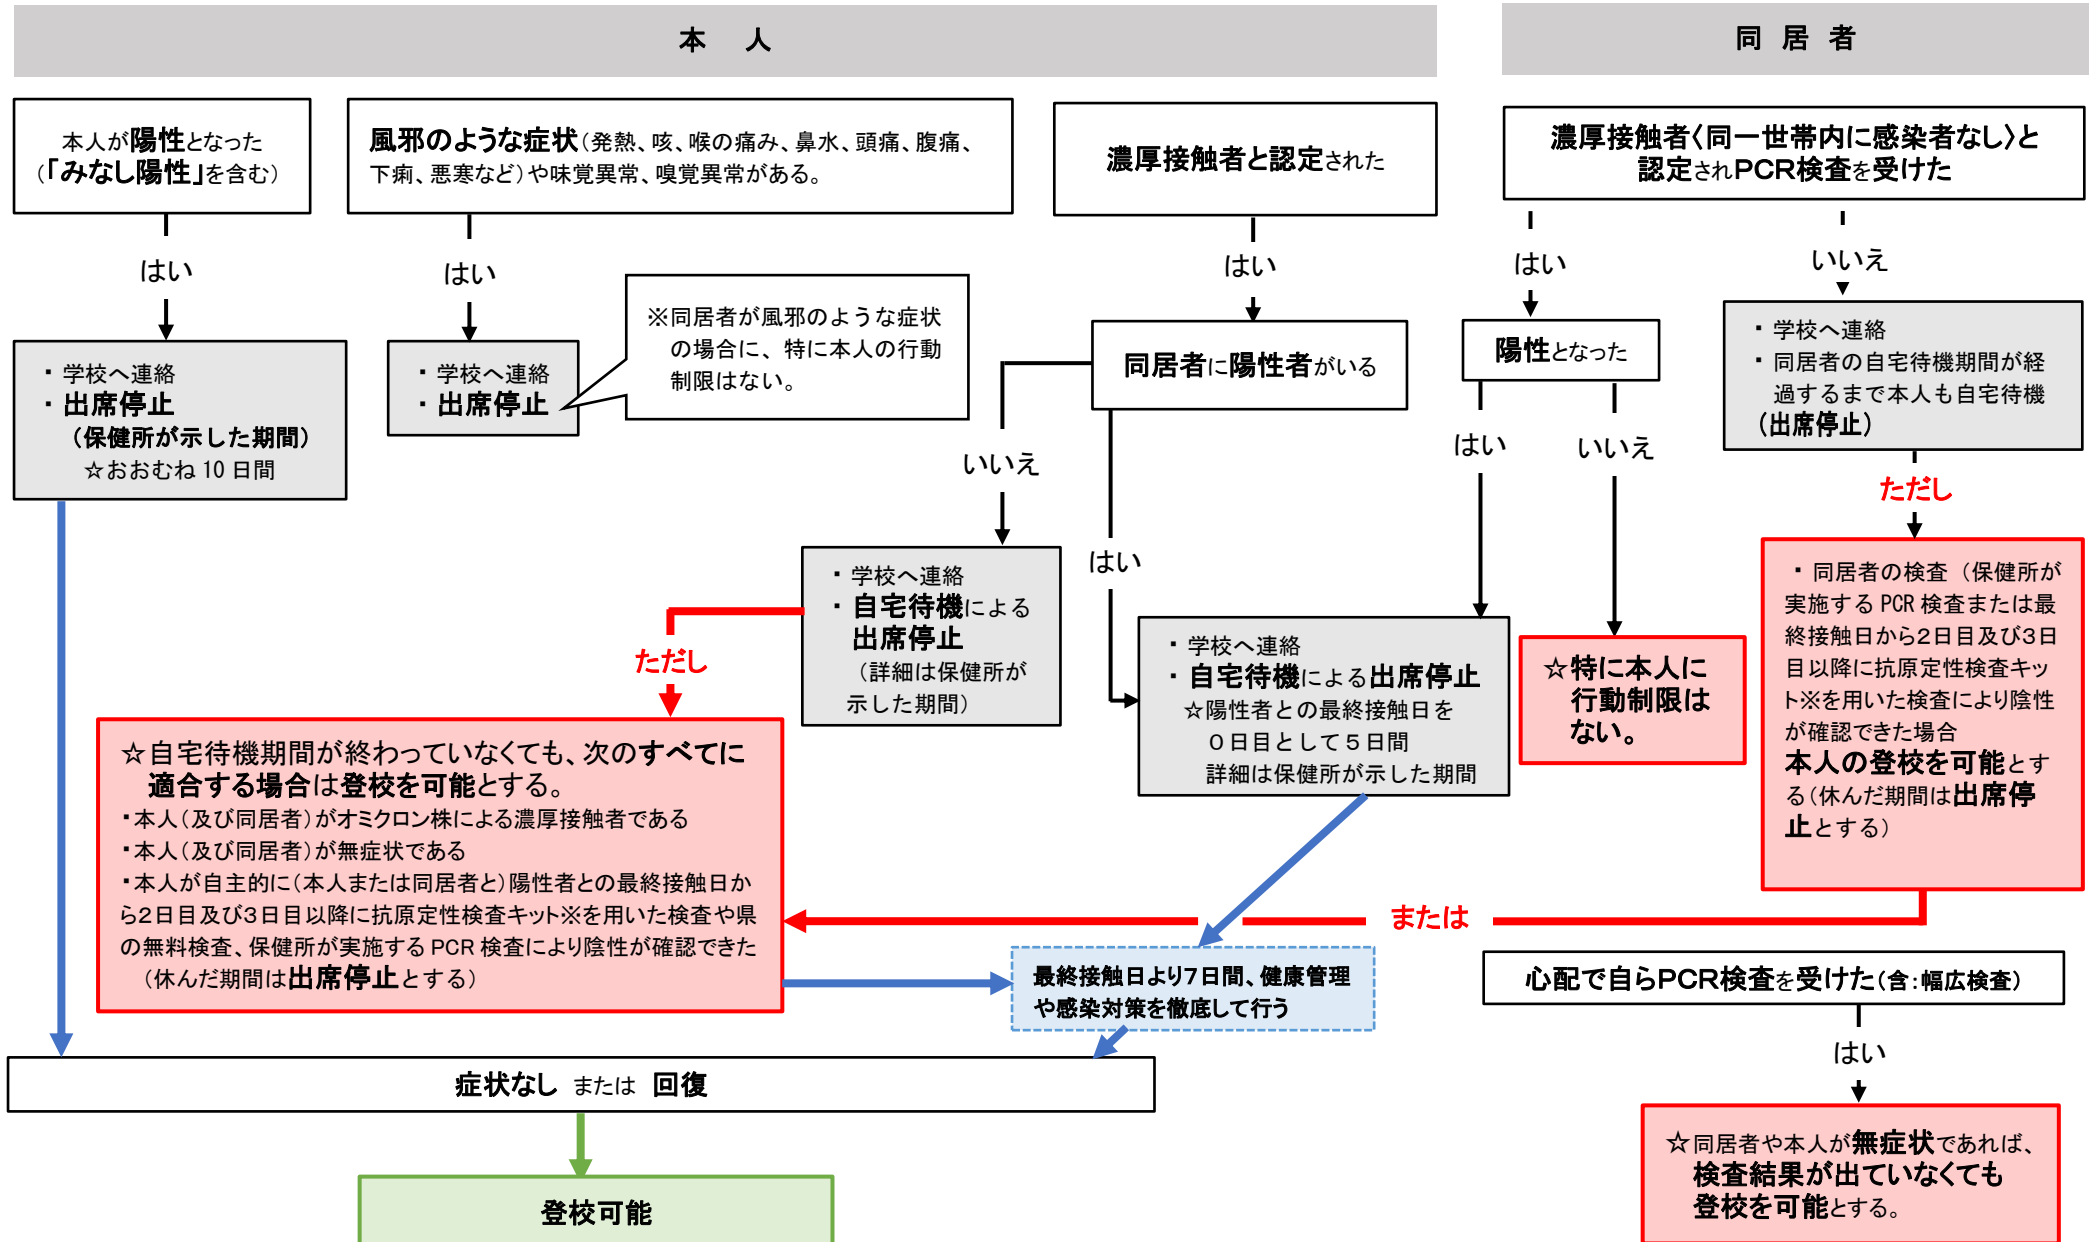 本 人
同 居 者
本人が陽性となった
(「みなし陽性」を含む)
風邪のような症状(発熱、咳、喉の痛み、鼻水、頭痛、腹痛、
下痢、悪寒など)や味覚異常、嗅覚異常がある。
濃厚接触者と認定された
濃厚接触者〈同一世帯内に感染者なし〉と
認定されPCR検査を受けた
はい
はい
はい
はい
いいえ
・学校へ連絡
・出席停止
(保健所が示した期間)
☆おおむね 10 日間
・学校へ連絡
・出席停止
※同居者が風邪のような症状
の場合に、特に本人の行動
制限はない。
同居者に陽性者がいる
陽性となった
・学校へ連絡
・同居者の自宅待機期間が経
過するまで本人も自宅待機
(出席停止)
いいえ
はい
はい
いいえ
ただし
・学校へ連絡
・自宅待機による
出席停止
(詳細は保健所が
示した期間)
ただし
・学校へ連絡
・自宅待機による出席停止
☆陽性者との最終接触日を
０日目として５日間
詳細は保健所が示した期間
☆特に本人に
行動制限は
ない。
・同居者の検査(保健所が
実施する PCR 検査または最
終接触日から2日目及び3日
目以降に抗原定性検査キッ
ト※を用いた検査により陰性
が確認できた場合
本人の登校を可能とす
る(休んだ期間は出席停
止とする)
☆自宅待機期間が終わっていなくても、次のすべてに
適合する場合は登校を可能とする。
・本人(及び同居者)がオミクロン株による濃厚接触者である
・本人(及び同居者)が無症状である
・本人が自主的に(本人または同居者と)陽性者との最終接触日か
ら2日目及び3日目以降に抗原定性検査キット※を用いた検査や県
の無料検査、保健所が実施する PCR 検査により陰性が確認できた
(休んだ期間は出席停止とする)
または
最終接触日より7日間、健康管理
や感染対策を徹底して行う
心配で自らPCR検査を受けた(含:幅広検査)
はい
症状なし または 回復
☆同居者や本人が無症状であれば、
検査結果が出ていなくても
登校を可能とする。
登校可能